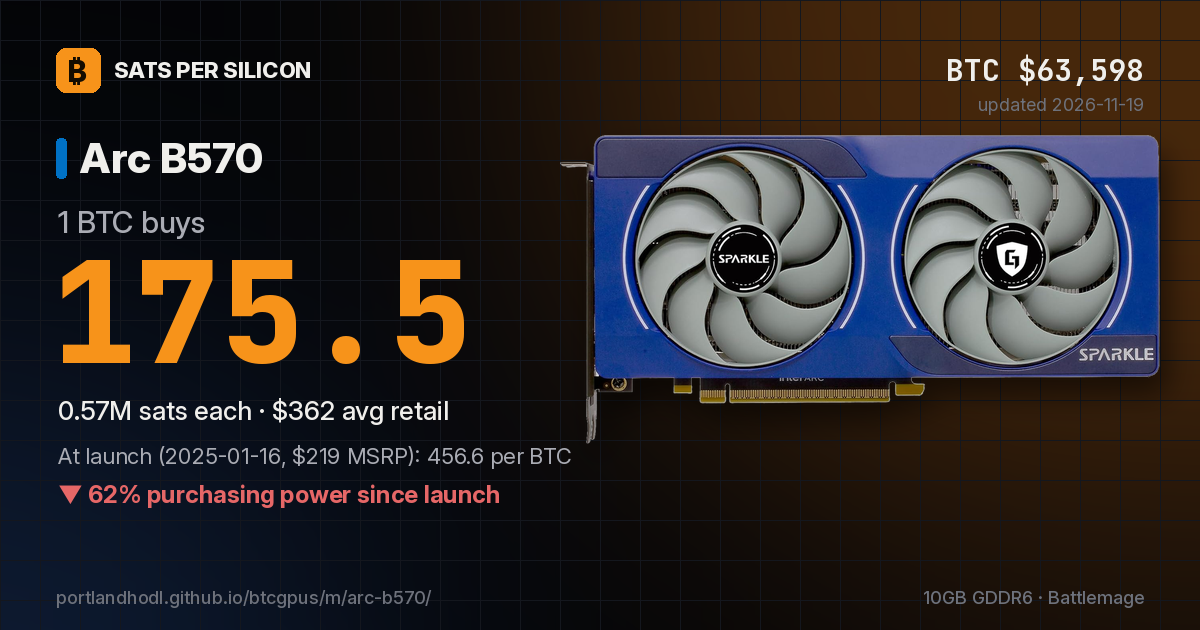 SATS PER SILICON
BTC $63,598
updated 2026-11-19
Arc B570
1 BTC buys
175.5
0.57M sats each · $362 avg retail
At launch (2025-01-16, $219 MSRP): 456.6 per BTC
▼ 62% purchasing power since launch
SPARKLE
SPARKLE
intel ARC
portlandhodl.github.io/btcgpus/m/arc-b570/
10GB GDDR6 · Battlemage